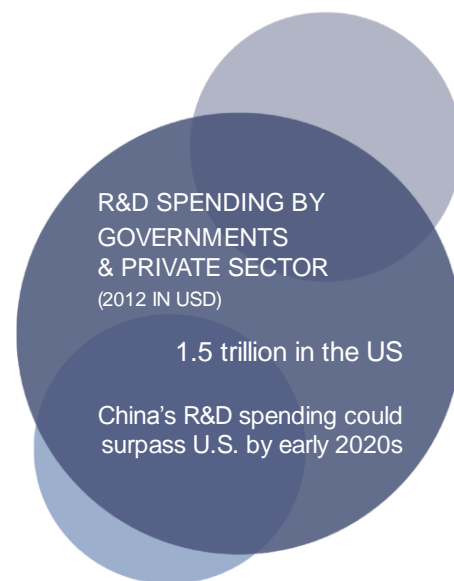 R&D SPENDING BY
GOVERNMENTS
& PRIVATE SECTOR
(2012 IN USD)
1.5 trillion in the US
China's R&D spending could
surpass U.S. by early 2020s